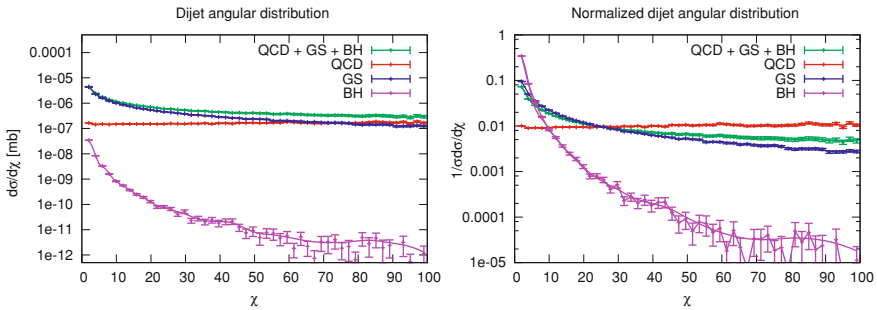 Dijet angular distribution
dσ/dχ [mb]
0.0001
1e-05
1e-06
1e-07
1e-08
1e-09
1e-10
1e-11
1e-12
QCD + GS + BH
QCD
GS
BH
0 10 20 30 40 50 60 70 80 90 100
χ
Normalized dijet angular distribution
1/σdσ/dχ
1
0.1
0.01
0.001
0.0001
1e-05
QCD + GS + BH
QCD
GS
BH
0 10 20 30 40 50 60 70 80 90 100
χ